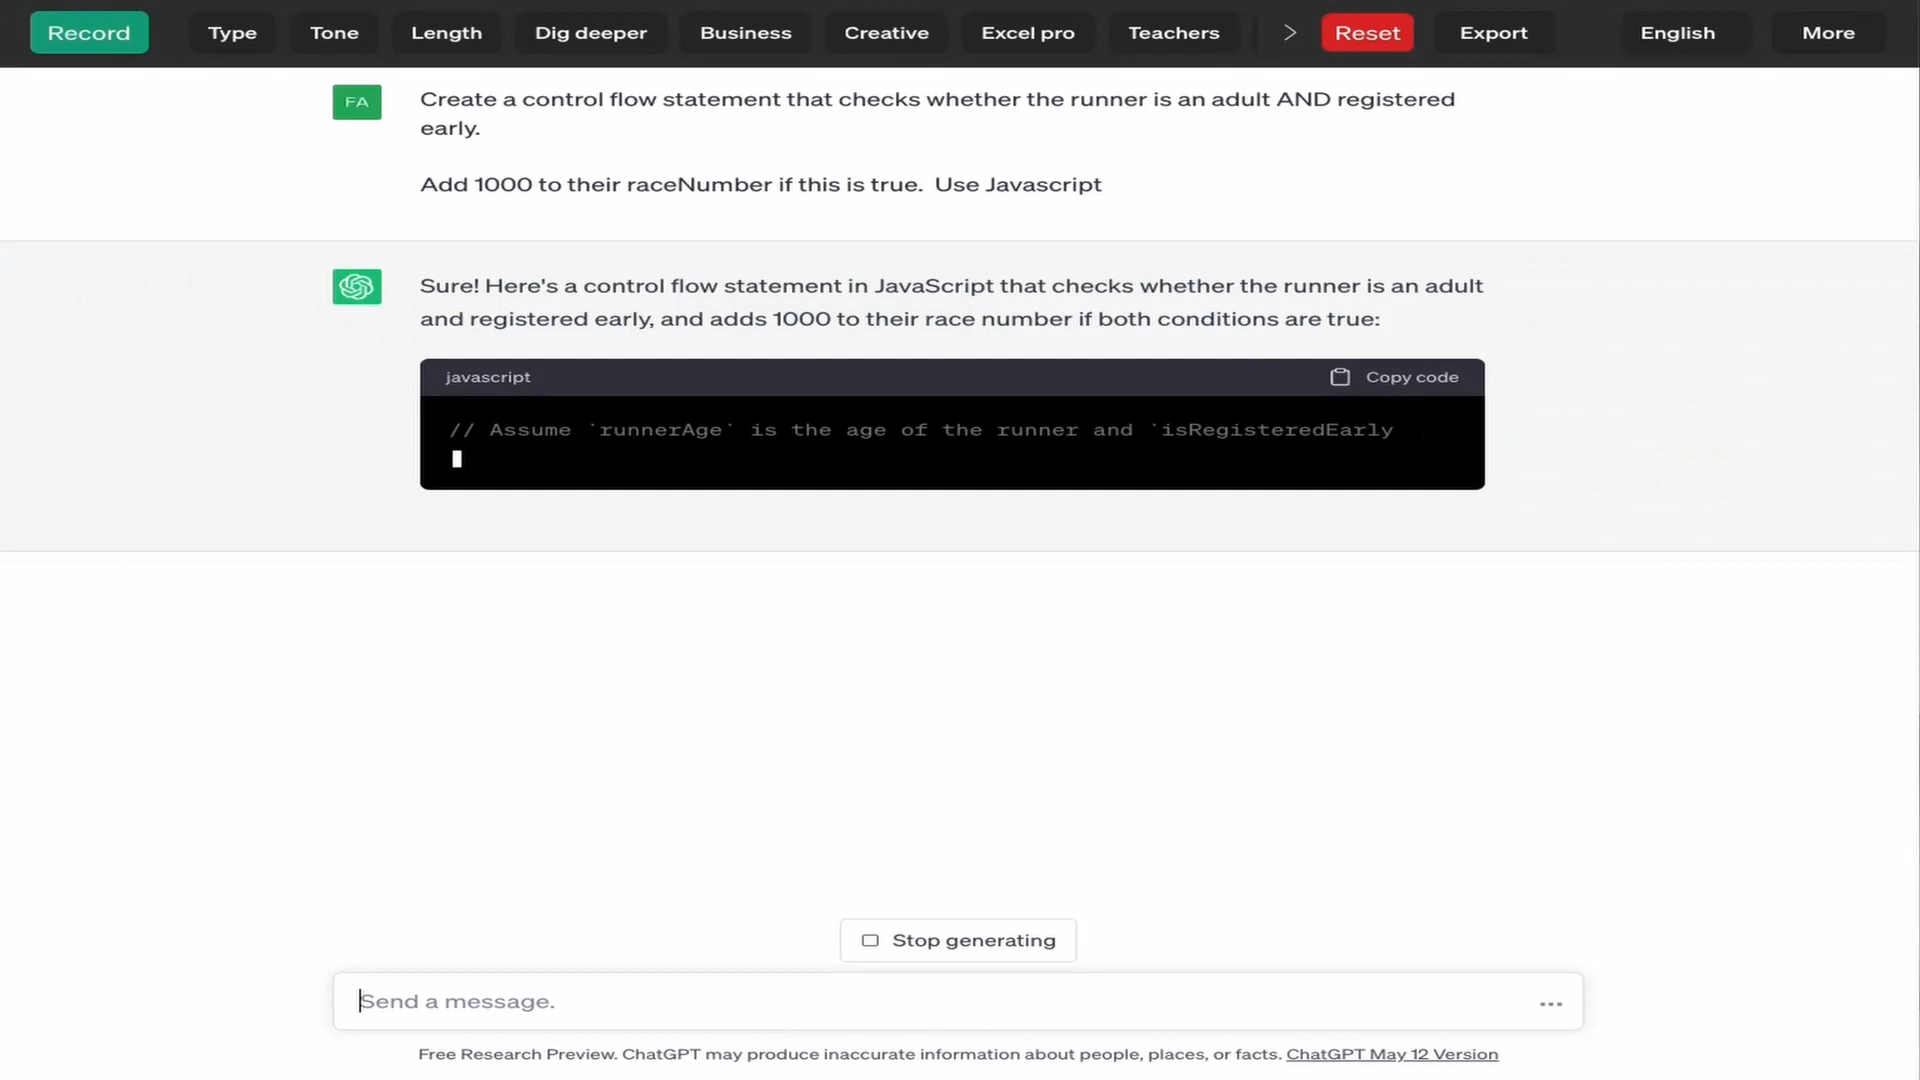 Record Type Tone Length Dig deeper Business Creative Excel pro Teachers > Reset Export English More
FA
Create a control flow statement that checks whether the runner is an adult AND registered
early.
Add 1000 to their raceNumber if this is true.  Use Javascript
Sure! Here's a control flow statement in JavaScript that checks whether the runner is an adult
and registered early, and adds 1000 to their race number if both conditions are true:
javascript Copy code
// Assume `runnerAge` is the age of the runner and `isRegisteredEarly
Stop generating
Send a message.
Free Research Preview. ChatGPT may produce inaccurate information about people, places, or facts. ChatGPT May 12 Version